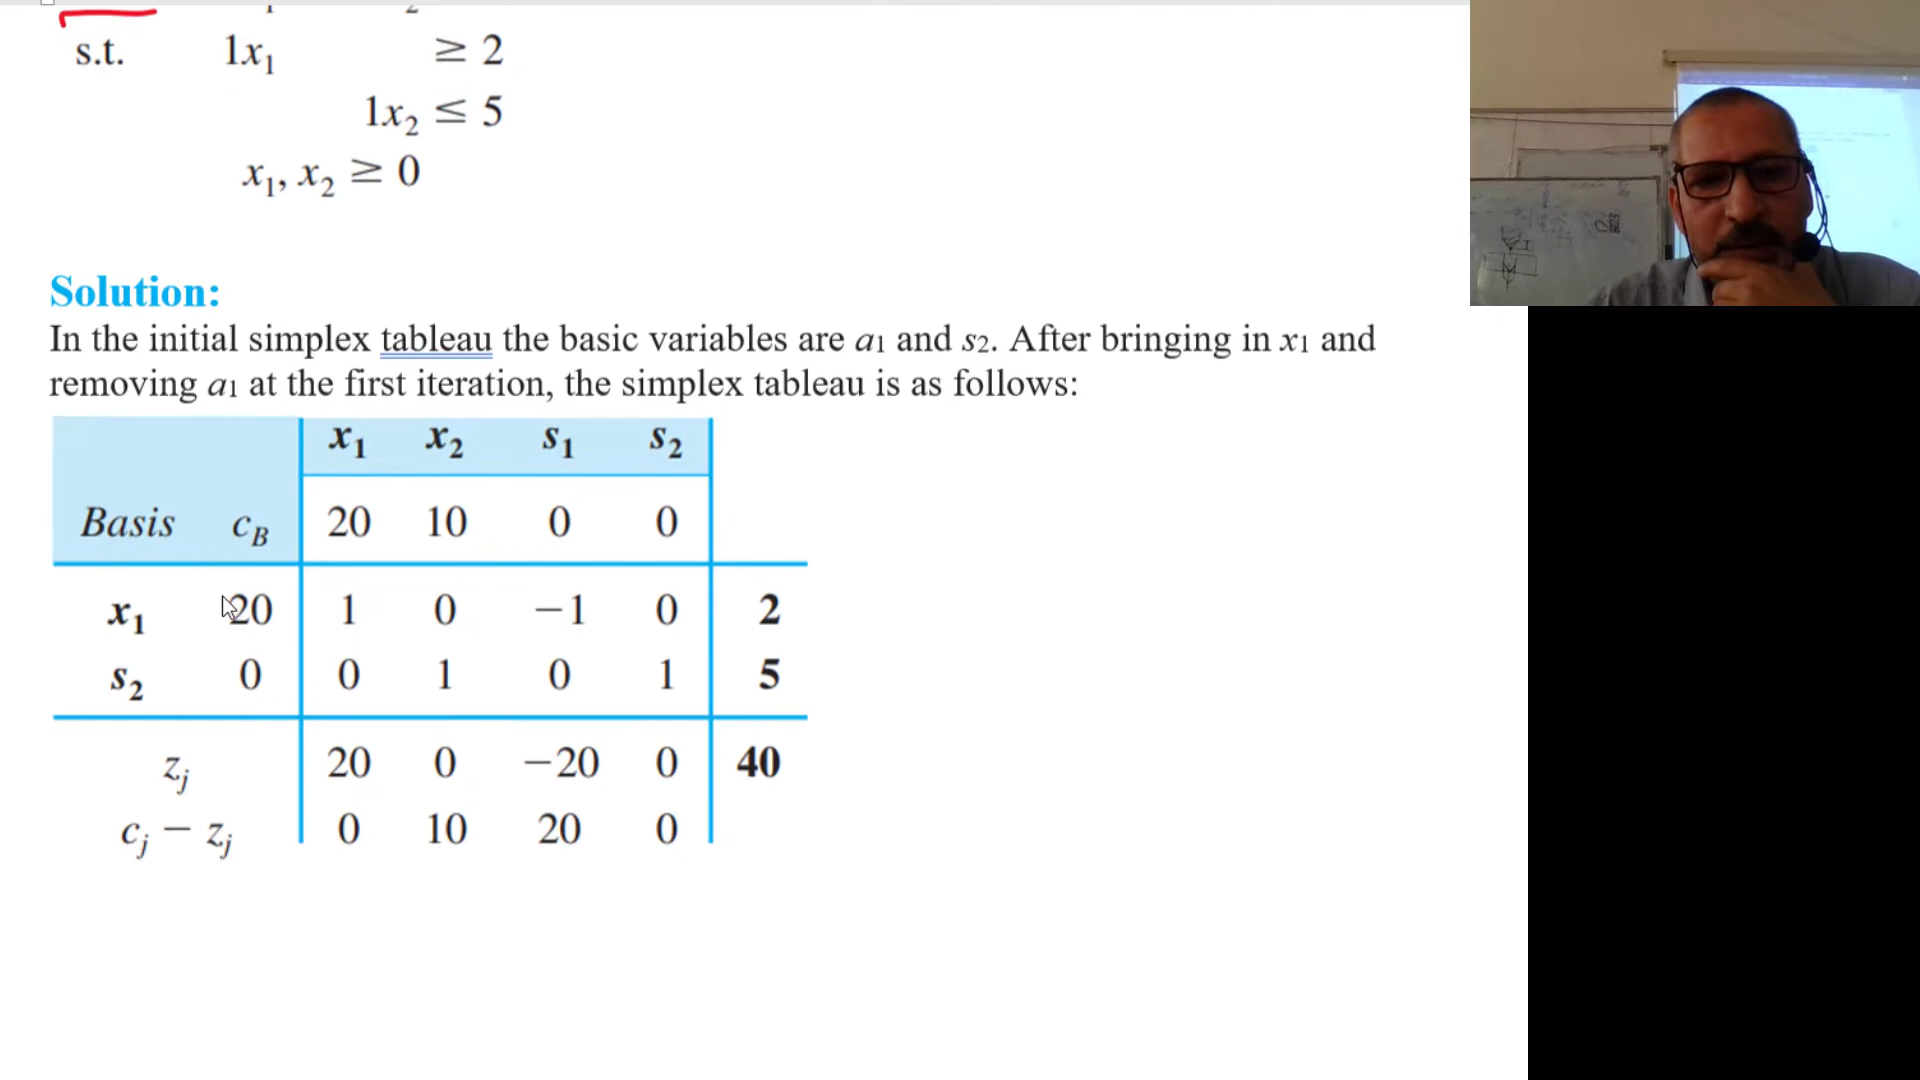 s.t. 1x₁ ≥ 2
1x₂ ≤ 5
x₁, x₂ ≥ 0
Solution:
In the initial simplex tableau the basic variables are a1 and s2. After bringing in x1 and
removing a1 at the first iteration, the simplex tableau is as follows:
x₁ x₂ s₁ s₂
Basis c_B 20 10 0 0
x₁ 20 1 0 −1 0 2
s₂ 0 0 1 0 1 5
z_j 20 0 −20 0 40
c_j − z_j 0 10 20 0